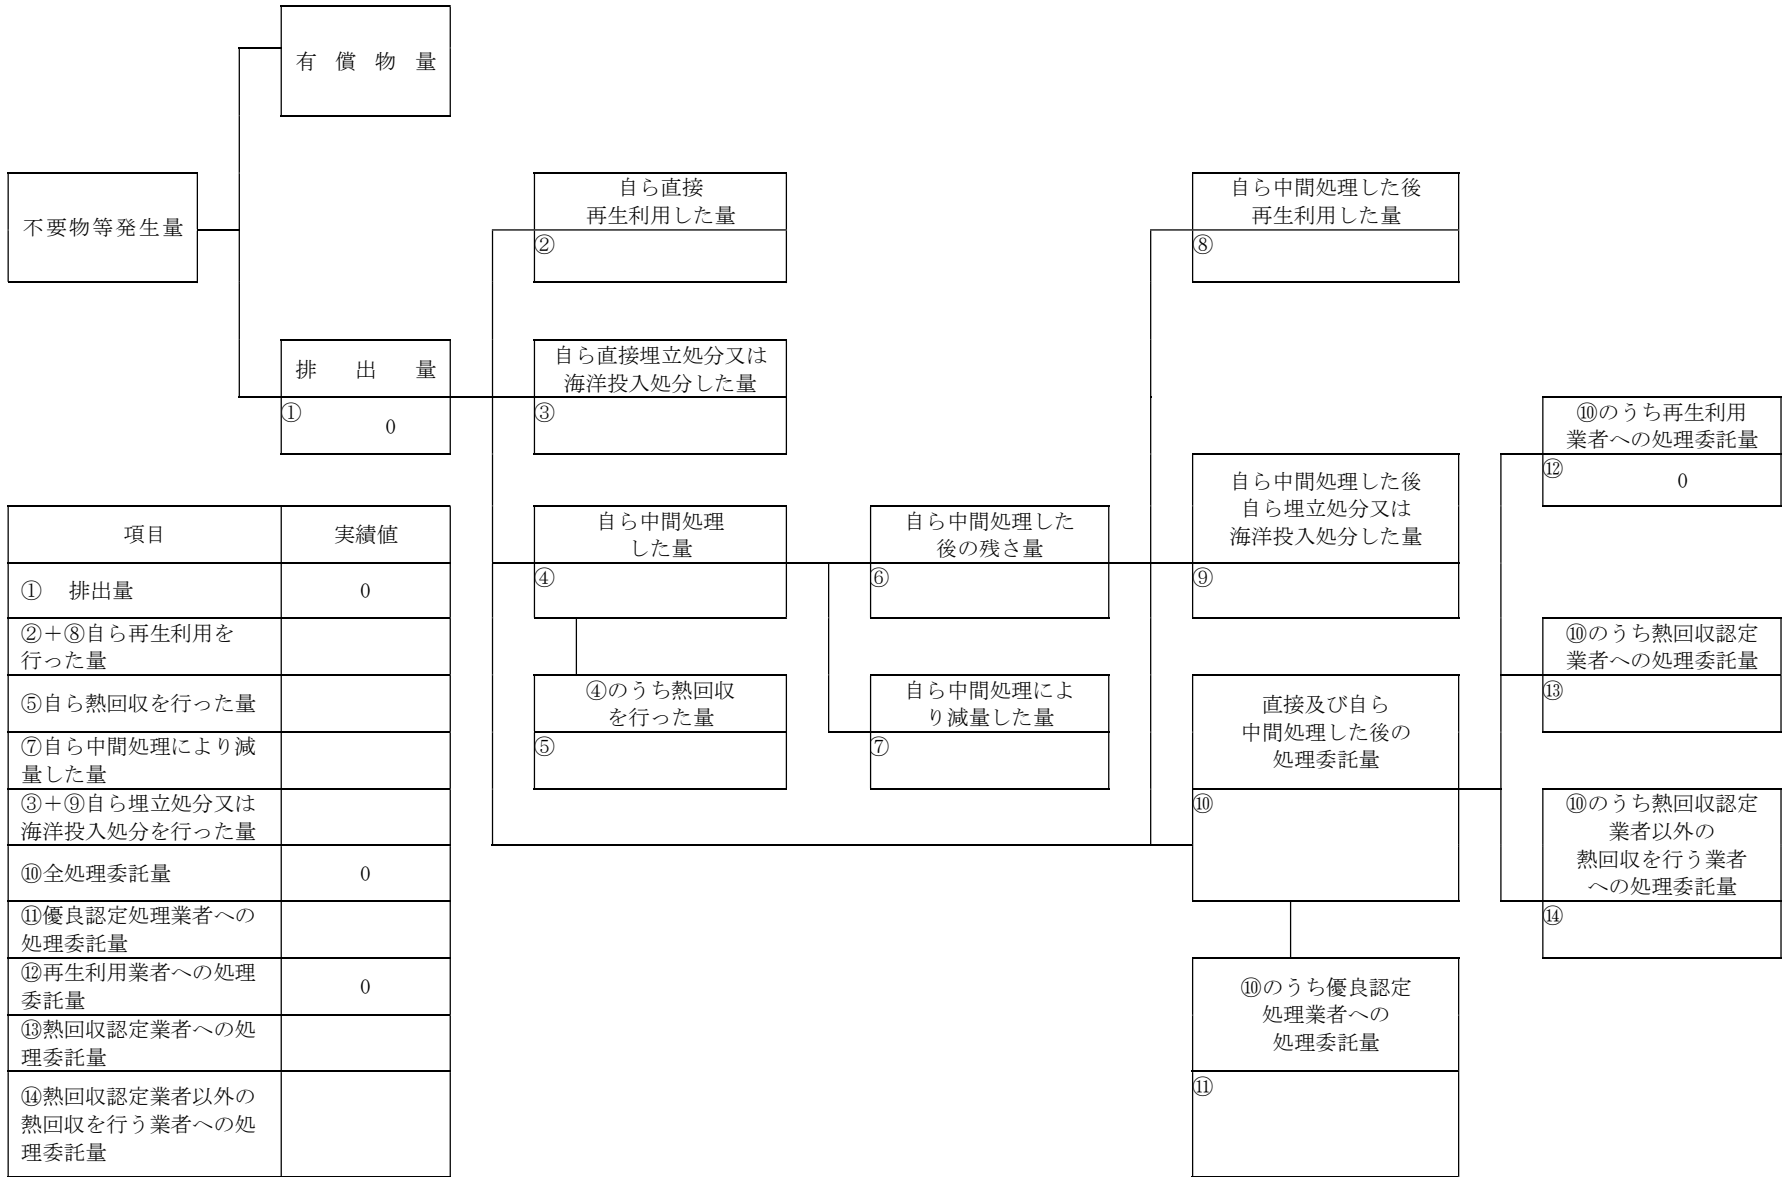 有償物量
不要物等発生量
自ら直接
再生利用した量
②
自ら中間処理した後
再生利用した量
⑧
排出量
①
0
自ら直接埋立処分又は
海洋投入処分した量
③
⑩のうち再生利用
業者への処理委託量
⑫
0
自ら中間処理
した量
④
自ら中間処理した
後の残さ量
⑥
自ら中間処理した後
自ら埋立処分又は
海洋投入処分した量
⑨
⑩のうち熱回収認定
業者への処理委託量
⑬
④のうち熱回収
を行った量
⑤
自ら中間処理によ
り減量した量
⑦
直接及び自ら
中間処理した後の
処理委託量
⑩
⑩のうち熱回収認定
業者以外の
熱回収を行う業者
への処理委託量
⑭
⑩のうち優良認定
処理業者への
処理委託量
⑪
項目 実績値
① 排出量 0
②+⑧自ら再生利用を
行った量
⑤自ら熱回収を行った量
⑦自ら中間処理により減
量した量
③+⑨自ら埋立処分又は
海洋投入処分を行った量
⑩全処理委託量 0
⑪優良認定処理業者への
処理委託量
⑫再生利用業者への処理
委託量 0
⑬熱回収認定業者への処
理委託量
⑭熱回収認定業者以外の
熱回収を行う業者への処
理委託量